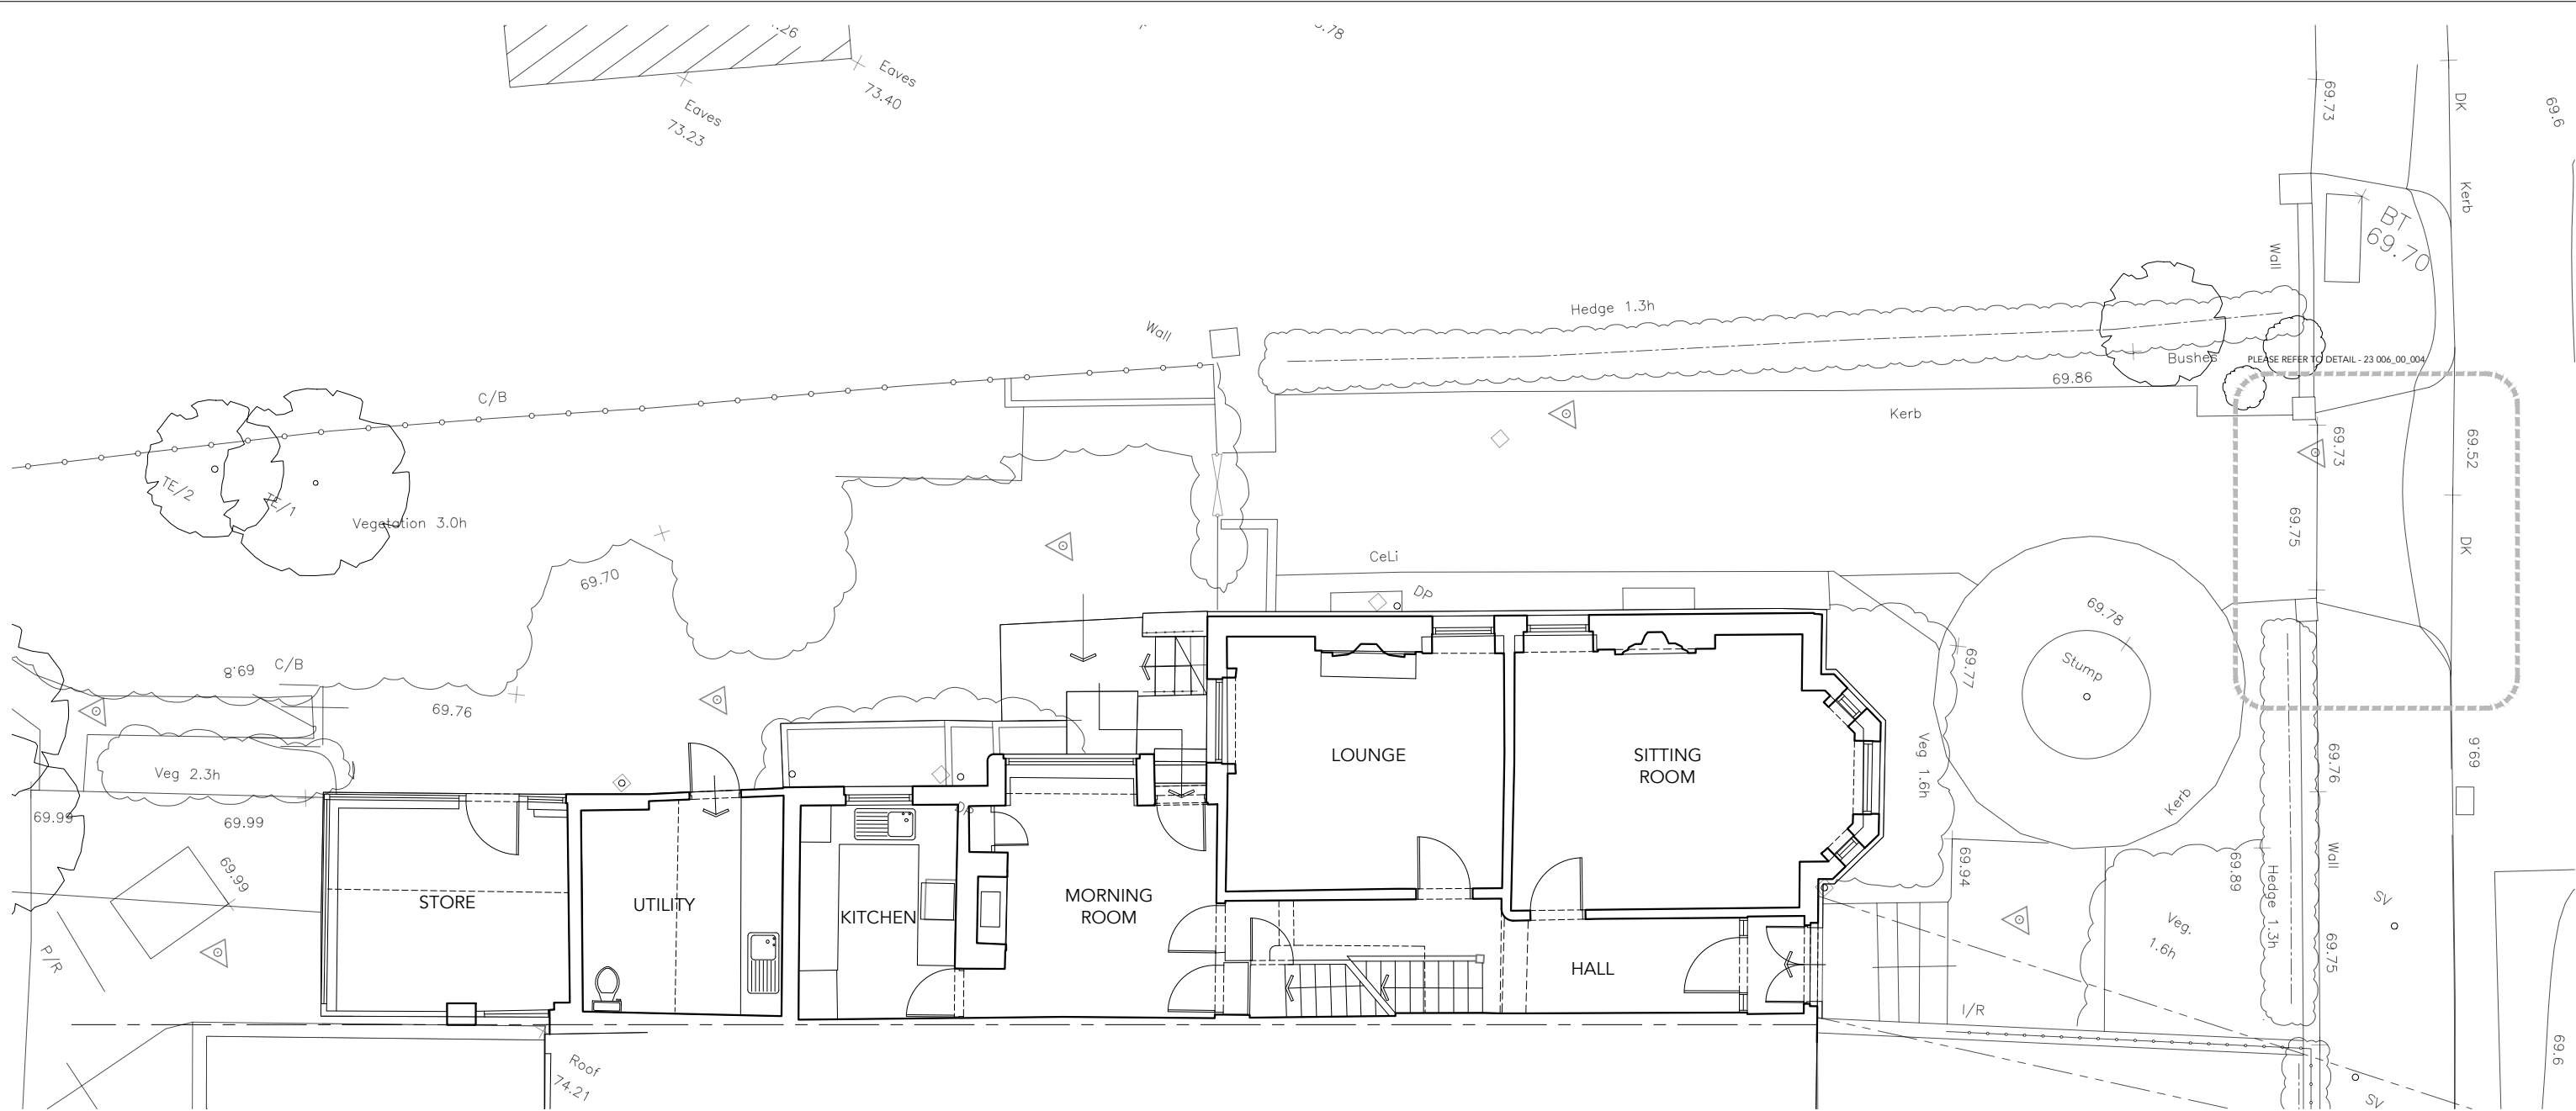 Eaves
73.40
Eaves
73.23
69.73
DK
69.6
Kerb
BT
69.70
Wall
Hedge 1.3h
Wall
Bushes
PLEASE REFER TO DETAIL - 23 006_00_004
69.86
Kerb
C/B
TE/2
TE/1
Vegetation 3.0h
69.73
69.52
69.75
DK
CeLi
DP
69.70
69.78
Stump
69.77
C/B
69.8
69.76
Veg 2.3h
69.99
69.99
69.99
LOUNGE
SITTING
ROOM
Veg 1.6h
Kerb
69.76
69.6
Wall
69.94
69.89
Hedge 1.3h
STORE
UTILITY
KITCHEN
MORNING
ROOM
HALL
P/R
Veg.
1.6h
SV
69.75
I/R
Roof
74.21
69.6
SV